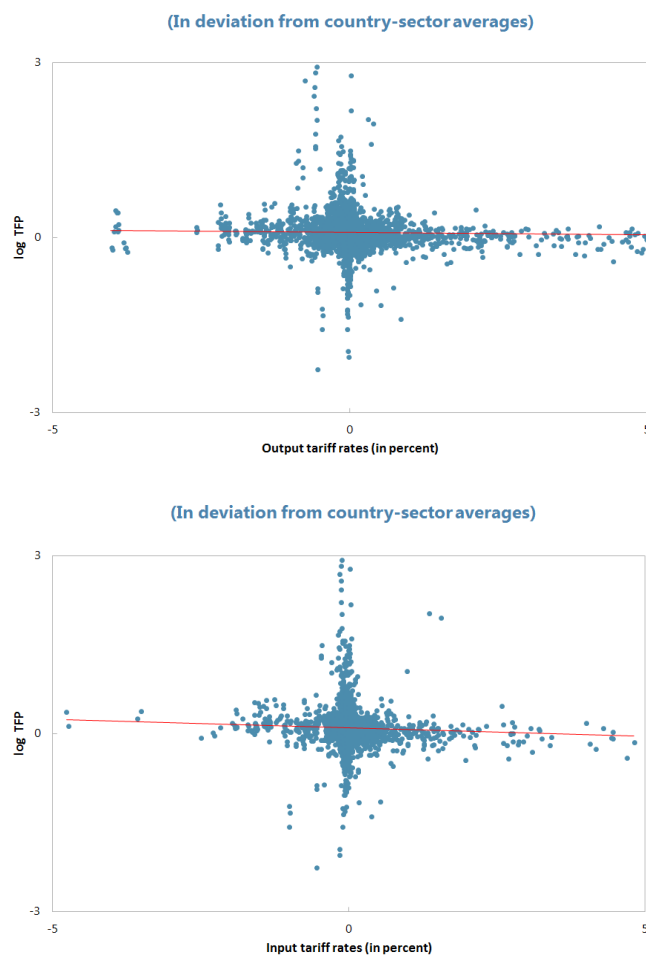 (In deviation from country-sector averages)
3
0
-3
log TFP
-5
0
5
Output tariff rates (in percent)
(In deviation from country-sector averages)
3
0
-3
log TFP
-5
0
5
Input tariff rates (in percent)